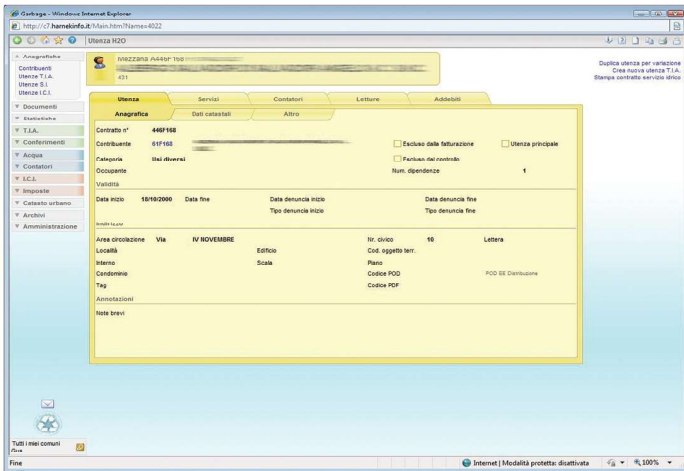 Garbage - Windows Internet Explorer
http://c7.harnekinfo.it/Main.htm?Name=4022
Utenza H2O
Anagrafiche
Contribuenti
Utenze T.I.A.
Utenze S.I.
Utenze I.C.I.
Documenti
Statistiche
T.I.A.
Conferimenti
Acqua
Contatori
I.C.I.
Imposte
Catasto urbano
Archivi
Amministrazione
Tutti i miei comuni
Mezzana A446F168
431
Duplica utenza per variazione
Crea nuova utenza T.I.A.
Stampa contratto servizio idrico
Utenza Servizi Contatori Letture Addebiti
Anagrafica Dati catastali Altro
Contratto n° 446F168
Contribuente 61F168 Escluso dalla fatturazione Utenza principale
Categoria Usi diversi Escluso dal controllo
Occupante Num. dipendenze 1
Validità
Data inizio 18/10/2000 Data fine Data denuncia inizio Data denuncia fine
Tipo denuncia inizio Tipo denuncia fine
Area circolazione Via IV NOVEMBRE Nr. civico 10 Lettera
Località Edificio Cod. oggetto terr.
Interno Scala Piano
Condominio Codice POD POD EE Distribuzione
Tag Codice PDF
Annotazioni
Note brevi
Fine Internet | Modalità protetta: disattivata 100%